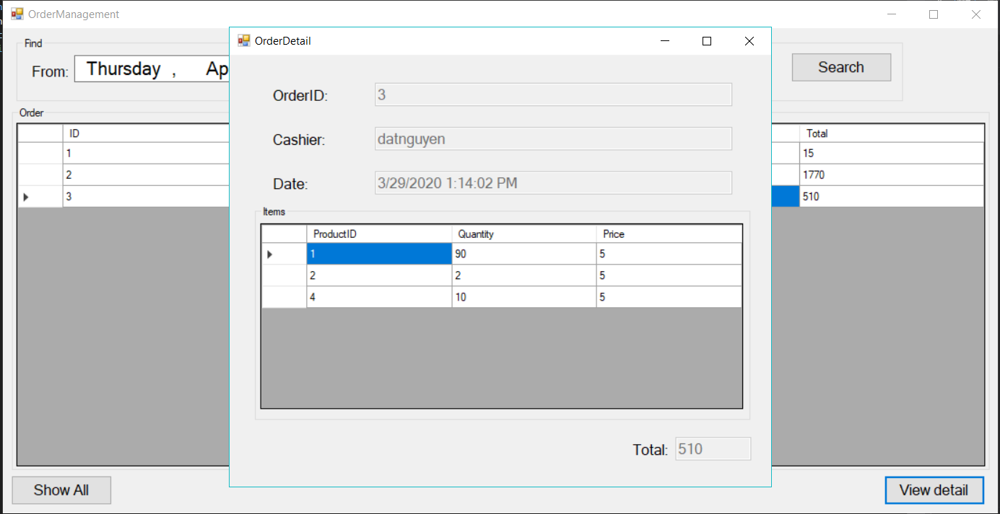 OrderManagement
OrderDetail
Find
From: Thursday , Ap
Search
OrderID: 3
Cashier: datnguyen
Date: 3/29/2020 1:14:02 PM
Order
ID Total
1 15
2 1770
3 510
Items
ProductID Quantity Price
1 90 5
2 2 5
4 10 5
Total: 510
Show All
View detail